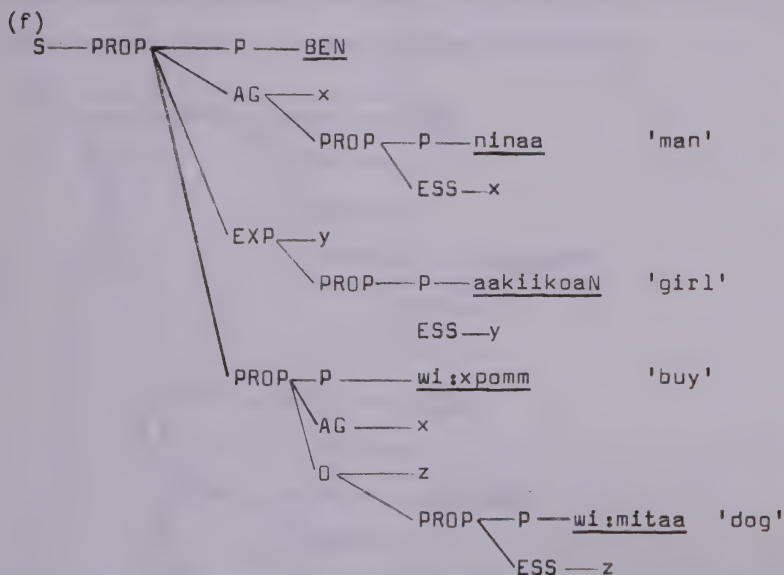 (f)
S PROP P BEN
AG x
PROP P ninaa 'man'
ESS x
EXP y
PROP P aakiikoaN 'girl'
ESS y
PROP P wi:xpomm 'buy'
AG x
O z
PROP P wi:mitaa 'dog'
ESS z